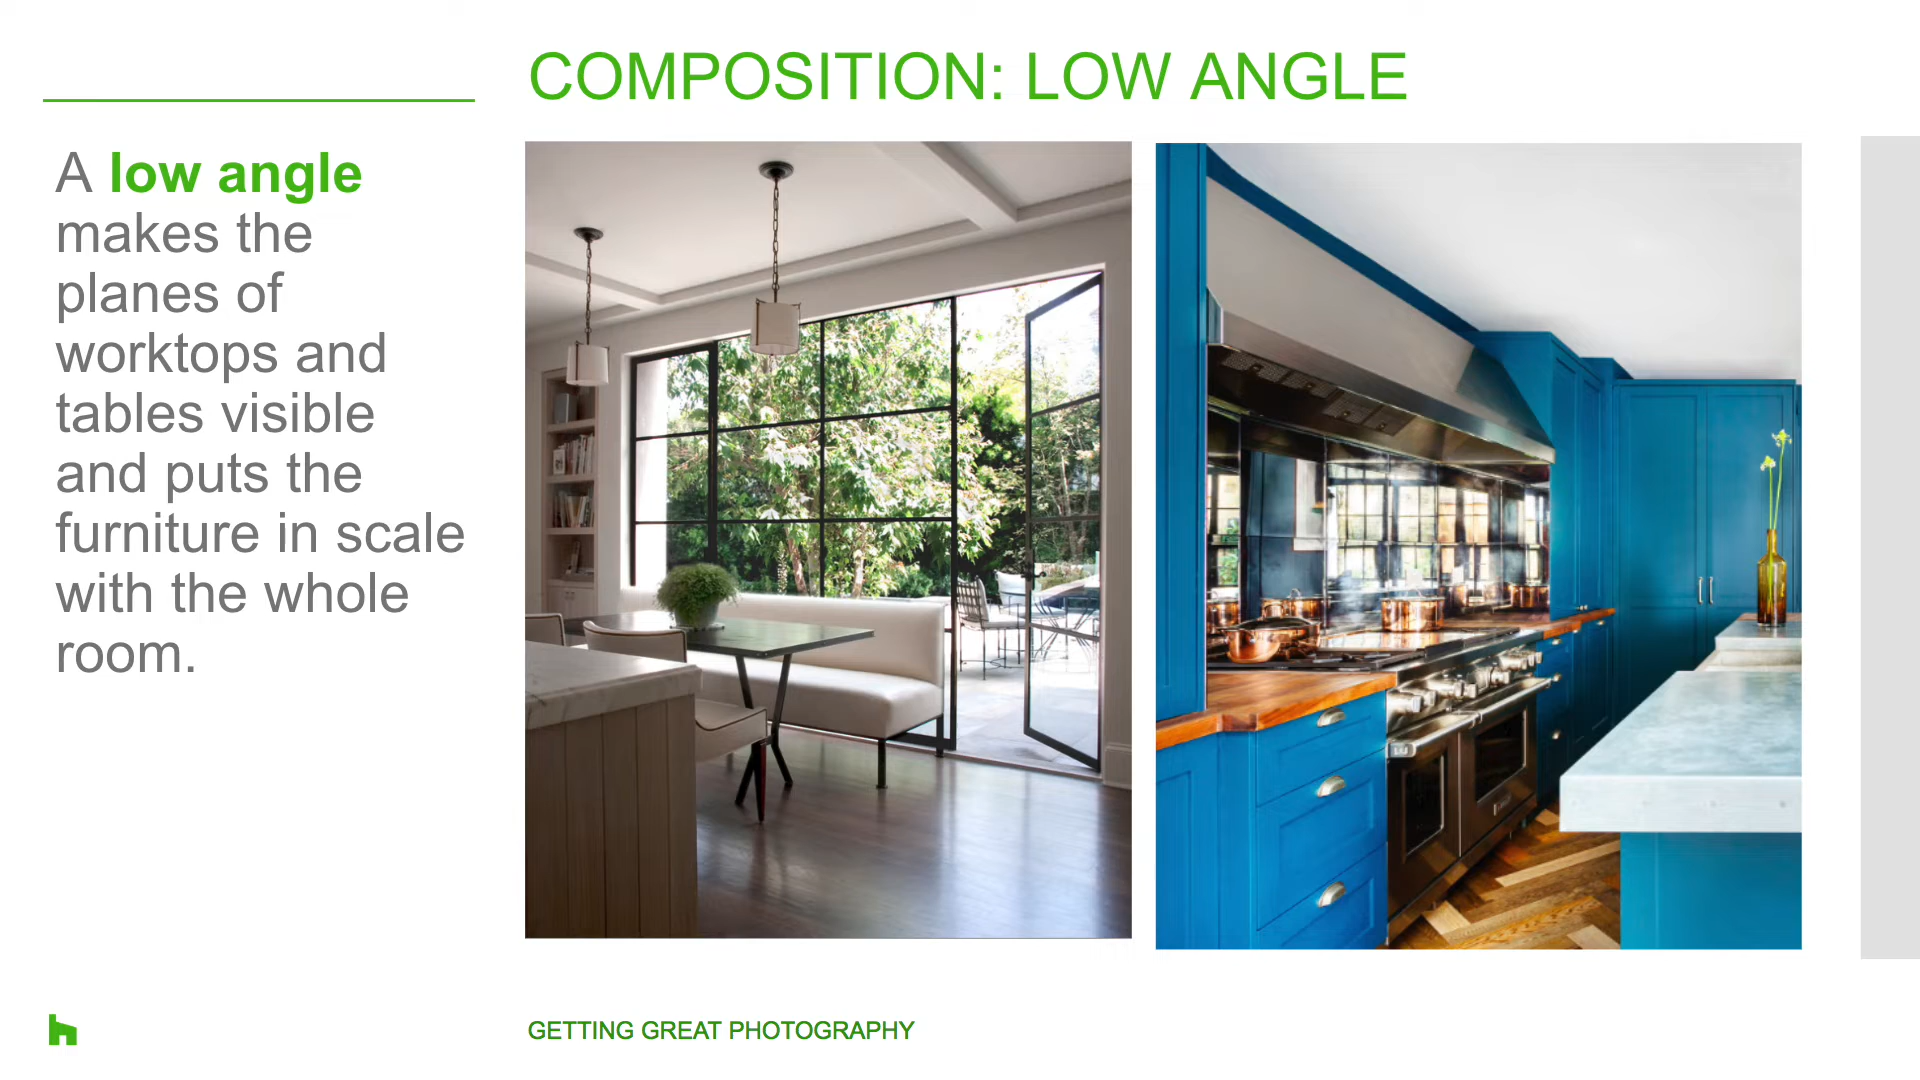 COMPOSITION: LOW ANGLE
A low angle
makes the
planes of
worktops and
tables visible
and puts the
furniture in scale
with the whole
room.
GETTING GREAT PHOTOGRAPHY